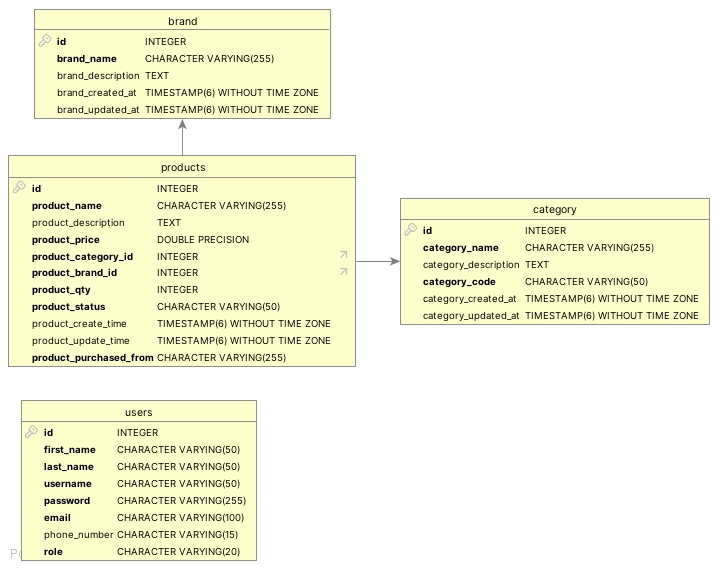 brand
id INTEGER
brand_name CHARACTER VARYING(255)
brand_description TEXT
brand_created_at TIMESTAMP(6) WITHOUT TIME ZONE
brand_updated_at TIMESTAMP(6) WITHOUT TIME ZONE
products
id INTEGER
product_name CHARACTER VARYING(255)
product_description TEXT
product_price DOUBLE PRECISION
product_category_id INTEGER
product_brand_id INTEGER
product_qty INTEGER
product_status CHARACTER VARYING(50)
product_create_time TIMESTAMP(6) WITHOUT TIME ZONE
product_update_time TIMESTAMP(6) WITHOUT TIME ZONE
product_purchased_from CHARACTER VARYING(255)
category
id INTEGER
category_name CHARACTER VARYING(255)
category_description TEXT
category_code CHARACTER VARYING(50)
category_created_at TIMESTAMP(6) WITHOUT TIME ZONE
category_updated_at TIMESTAMP(6) WITHOUT TIME ZONE
users
id INTEGER
first_name CHARACTER VARYING(50)
last_name CHARACTER VARYING(50)
username CHARACTER VARYING(50)
password CHARACTER VARYING(255)
email CHARACTER VARYING(100)
phone_number CHARACTER VARYING(15)
role CHARACTER VARYING(20)